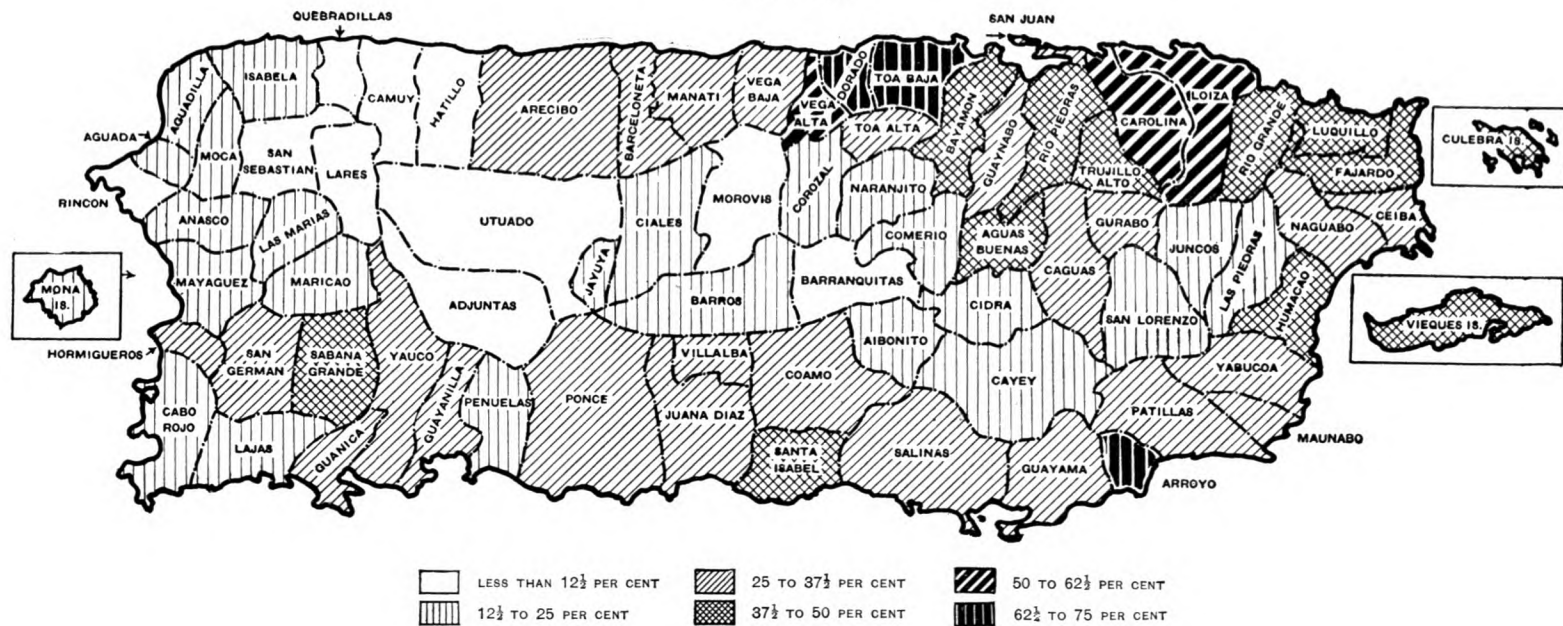 QUEBRADILLAS
SAN JUAN
ISABELA
AGUADILLA
CAMUY
HATILLO
ARECIBO
BARCELONETA
MANATI
VEGA
BAJA
VEGA
ALTA
DORADO
TOA BAJA
TOA ALTA
BAYAMON
GUAYNABO
RIO PIEDRAS
CAROLINA
LOIZA
RIO GRANDE
LUQUILLO
FAJARDO
CULEBRA IS.
AGUADA
MOCA
SAN
SEBASTIAN
LARES
RINCON
ANASCO
LAS MARIAS
UTUADO
CIALES
MOROVIS
COROZAL
NARANJITO
COMERIO
AGUAS
BUENAS
TRUJILLO
ALTO
GURABO
CAGUAS
JUNCOS
LAS PIEDRAS
NAGUABO
CEIBA
HUMACAO
MONA
IS.
MAYAGUEZ
MARICAO
ADJUNTAS
JAYUYA
BARROS
BARRANQUITAS
CIDRA
SAN LORENZO
VIEQUES IS.
HORMIGUEROS
SAN
GERMAN
SABANA
GRANDE
YAUCO
GUAYANILLA
PENUELAS
PONCE
VILLALBA
JUANA DIAZ
COAMO
AIBONITO
CAYEY
YABUCOA
PATILLAS
MAUNABO
CABO
ROJO
LAJAS
GUANICA
SANTA
ISABEL
SALINAS
GUAYAMA
ARROYO
LESS THAN 12½ PER CENT
25 TO 37½ PER CENT
50 TO 62½ PER CENT
12½ TO 25 PER CENT
37½ TO 50 PER CENT
62½ TO 75 PER CENT